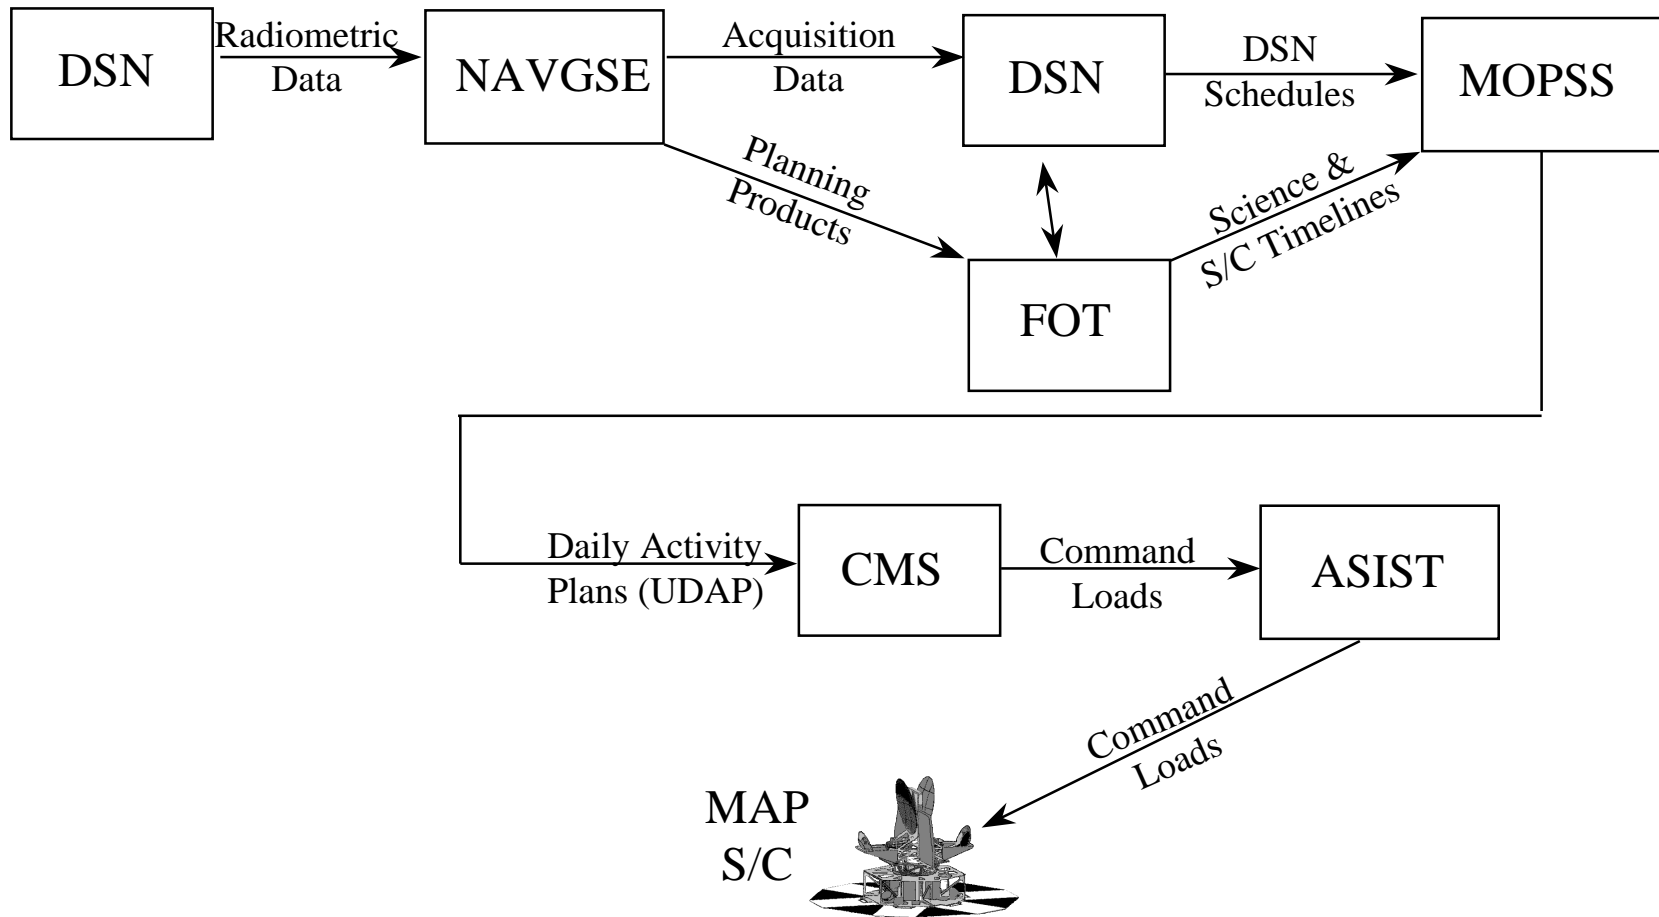 DSN
Radiometric
Data
NAVGSE
Acquisition
Data
DSN
DSN
Schedules
MOPSS
Planning
Products
FOT
Science &
S/C Timelines
Daily Activity
Plans (UDAP)
CMS
Command
Loads
ASIST
Command
Loads
MAP
S/C